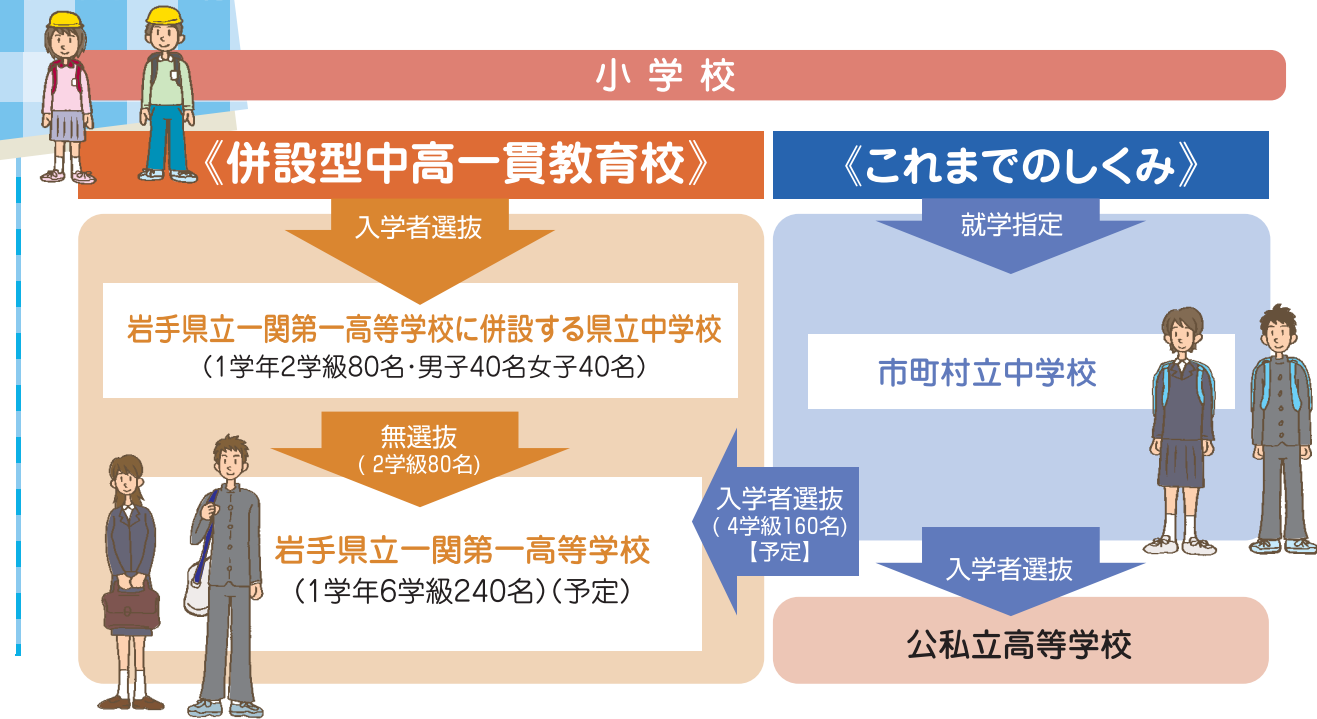 小学校
《併設型中高一貫教育校》
入学者選抜
岩手県立一関第一高等学校に併設する県立中学校
(1学年2学級80名・男子40名女子40名)
無選抜
( 2学級80名)
岩手県立一関第一高等学校
(1学年6学級240名)(予定)
《これまでのしくみ》
就学指定
市町村立中学校
入学者選抜
( 4学級160名)
【予定】
入学者選抜
公私立高等学校